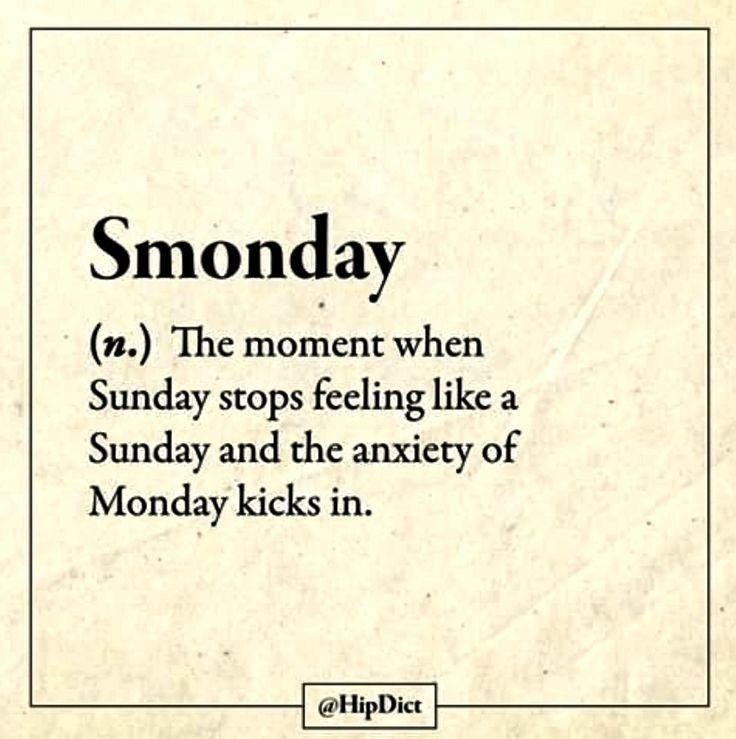 Smonday
(n.) The moment when
Sunday stops feeling like a
Sunday and the anxiety of
Monday kicks in.
@HipDict